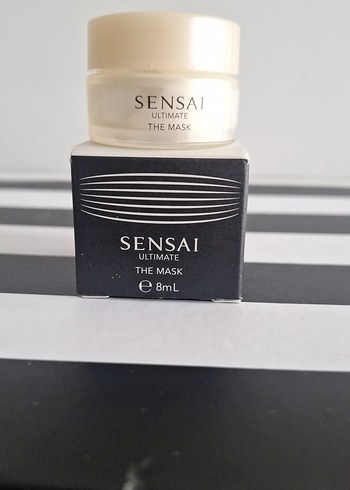 SENSAI
ULTIMATE
THE MASK
SENSAI
ULTIMATE
THE MASK
℮ 8mL